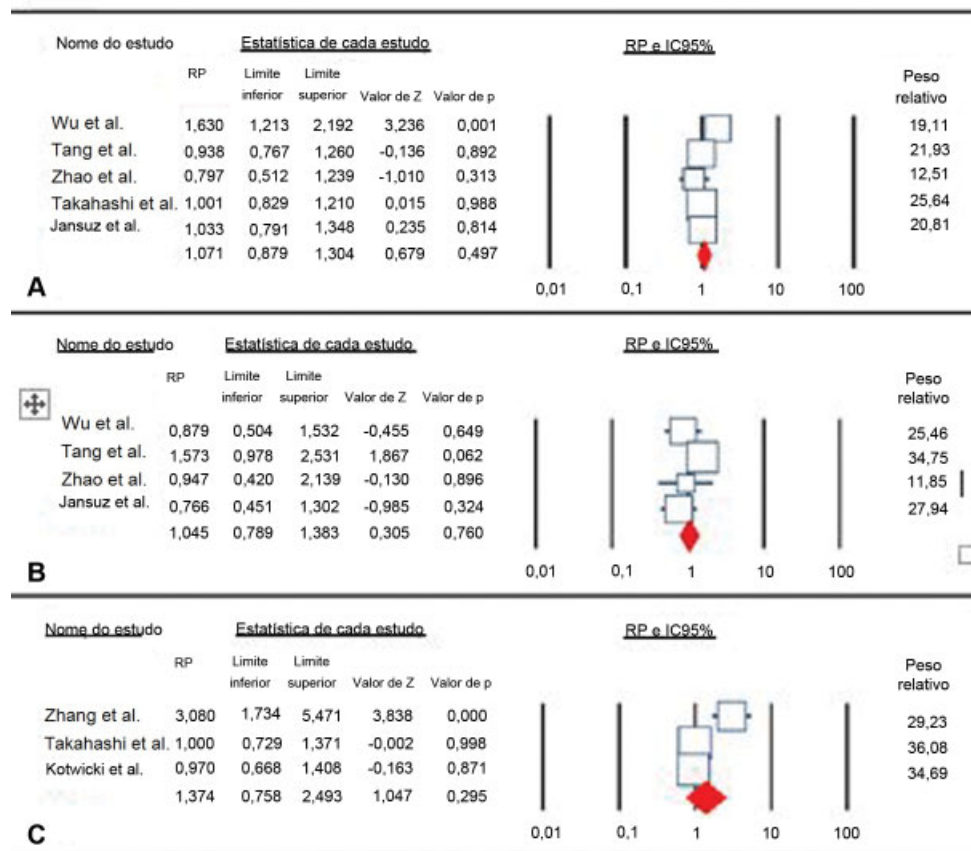 Nome do estudo Estatística de cada estudo RP e IC95%
RP Limite inferior Limite superior Valor de Z Valor de p Peso relativo
Wu et al. 1,630 1,213 2,192 3,236 0,001 19,11
Tang et al. 0,938 0,767 1,260 -0,136 0,892 21,93
Zhao et al. 0,797 0,512 1,239 -1,010 0,313 12,51
Takahashi et al. 1,001 0,829 1,210 0,015 0,988 25,64
Jansuz et al. 1,033 0,791 1,348 0,235 0,814 20,81
1,071 0,879 1,304 0,679 0,497
A 0,01 0,1 1 10 100
Nome do estudo Estatística de cada estudo RP e IC95%
RP Limite inferior Limite superior Valor de Z Valor de p Peso relativo
Wu et al. 0,879 0,504 1,532 -0,455 0,649 25,46
Tang et al. 1,573 0,978 2,531 1,867 0,062 34,75
Zhao et al. 0,947 0,420 2,139 -0,130 0,896 11,85
Jansuz et al. 0,766 0,451 1,302 -0,985 0,324 27,94
1,045 0,789 1,383 0,305 0,760
B 0,01 0,1 1 10 100
Nome do estudo Estatística de cada estudo RP e IC95%
RP Limite inferior Limite superior Valor de Z Valor de p Peso relativo
Zhang et al. 3,080 1,734 5,471 3,838 0,000 29,23
Takahashi et al. 1,000 0,729 1,371 -0,002 0,998 36,08
Kotwicki et al. 0,970 0,668 1,408 -0,163 0,871 34,69
1,374 0,758 2,493 1,047 0,295
C 0,01 0,1 1 10 100